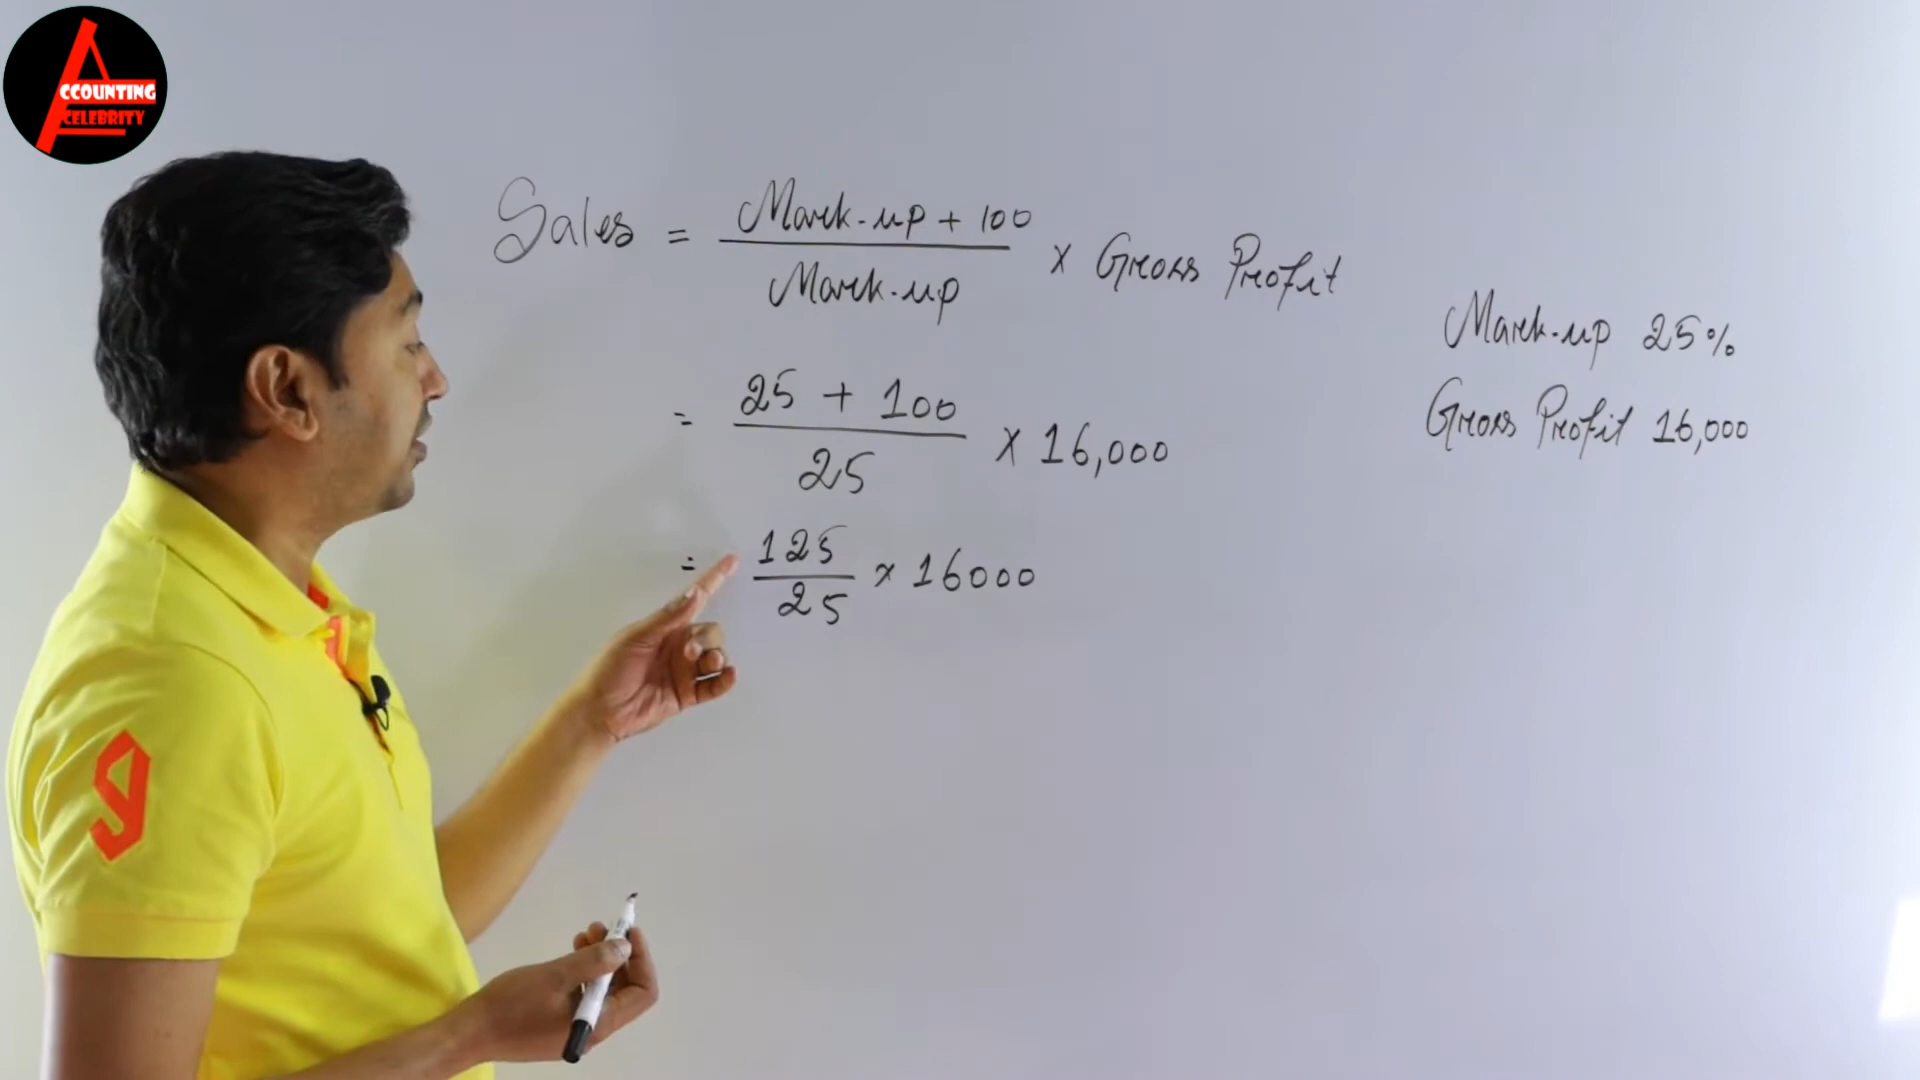 ACCOUNTING
CELEBRITY
Sales = Mark-up + 100 / Mark-up x Gross Profit
Mark-up 25%
= 25 + 100 / 25 x 16,000
Gross Profit 16,000
= 125 / 25 x 16000
9